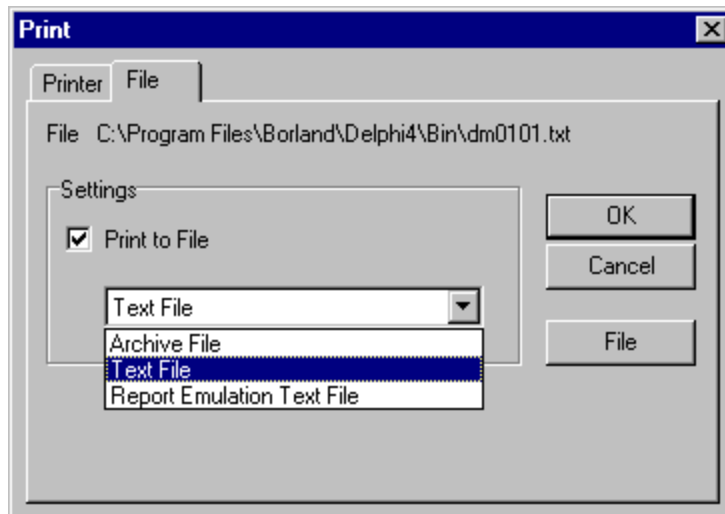 Print
Printer File
File C:\Program Files\Borland\Delphi4\Bin\dm0101.txt
Settings
Print to File
OK
Cancel
Text File
File
Archive File
Text File
Report Emulation Text File